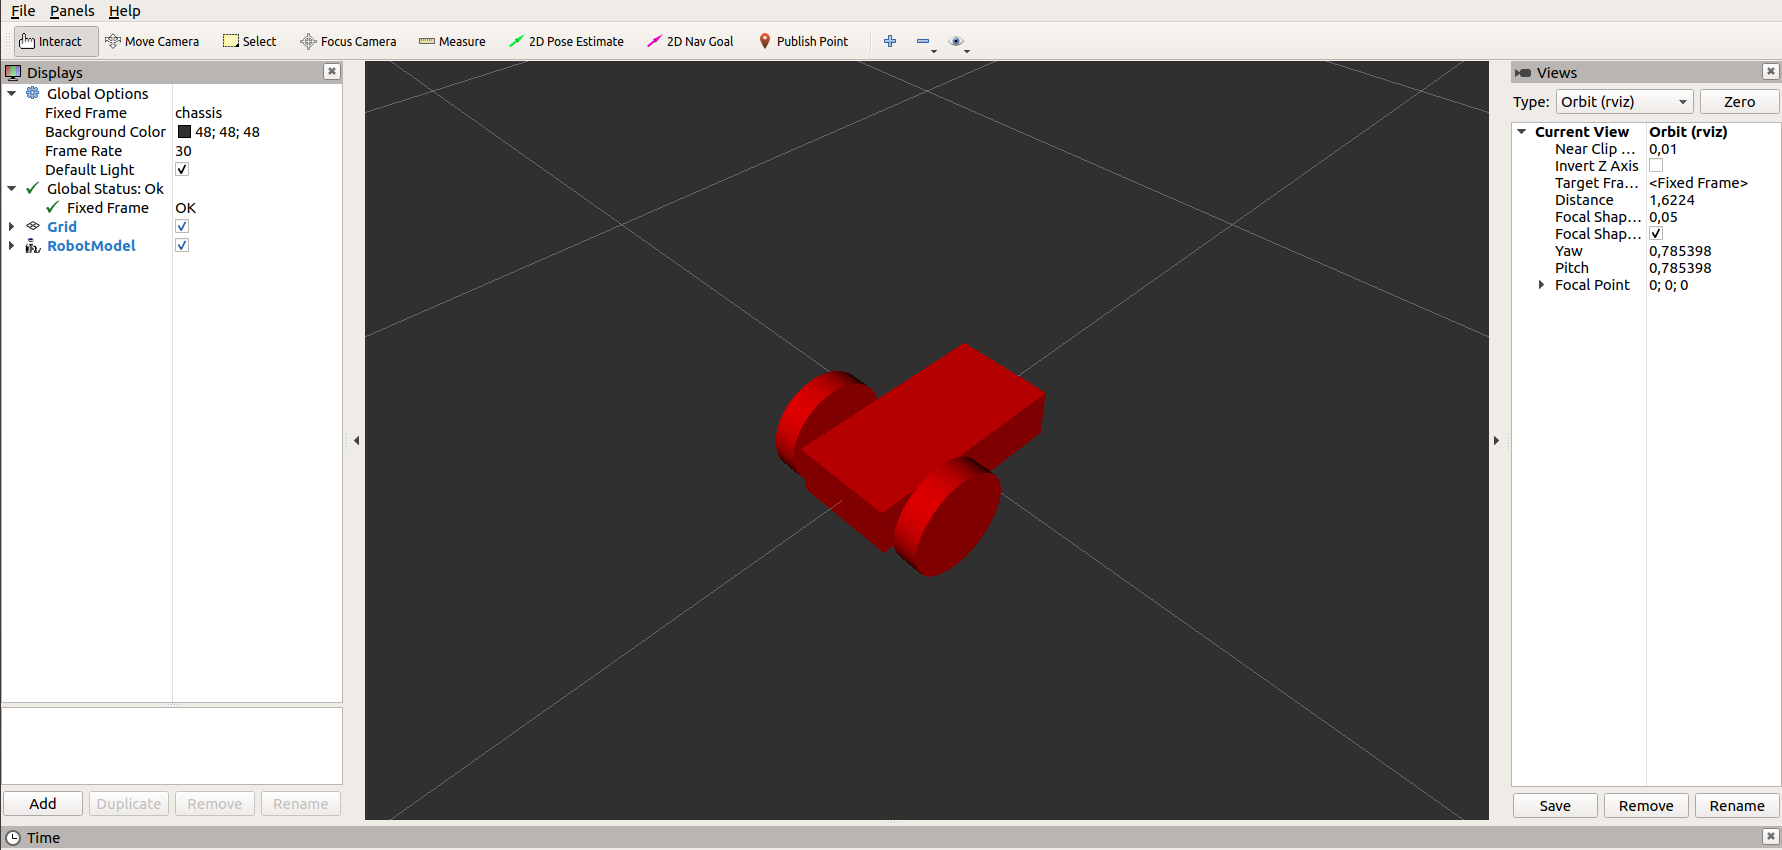 File Panels Help
Interact Move Camera Select Focus Camera Measure 2D Pose Estimate 2D Nav Goal Publish Point
Displays
Global Options
Fixed Frame chassis
Background Color 48; 48; 48
Frame Rate 30
Default Light
Global Status: Ok
Fixed Frame OK
Grid
RobotModel
Add Duplicate Remove Rename
Views
Type: Orbit (rviz) Zero
Current View Orbit (rviz)
Near Clip ... 0,01
Invert Z Axis
Target Fra... <Fixed Frame>
Distance 1,6224
Focal Shap... 0,05
Focal Shap...
Yaw 0,785398
Pitch 0,785398
Focal Point 0; 0; 0
Save Remove Rename
Time